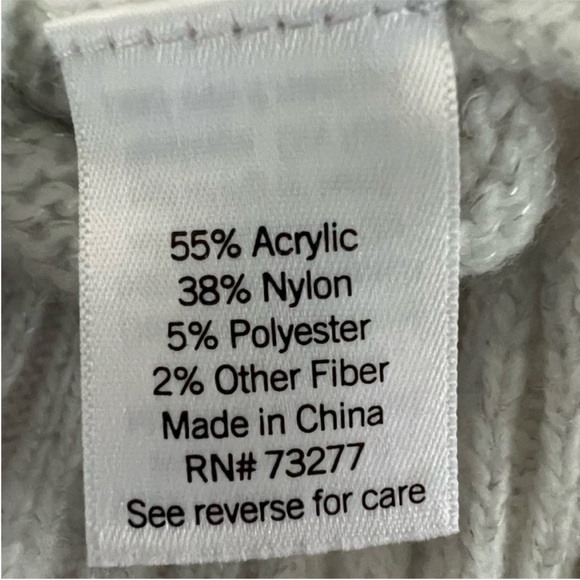 55% Acrylic
38% Nylon
5% Polyester
2% Other Fiber
Made in China
RN# 73277
See reverse for care